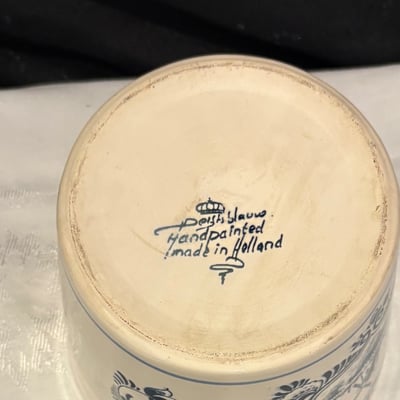 Delfts blauw
Handpainted
made in Holland